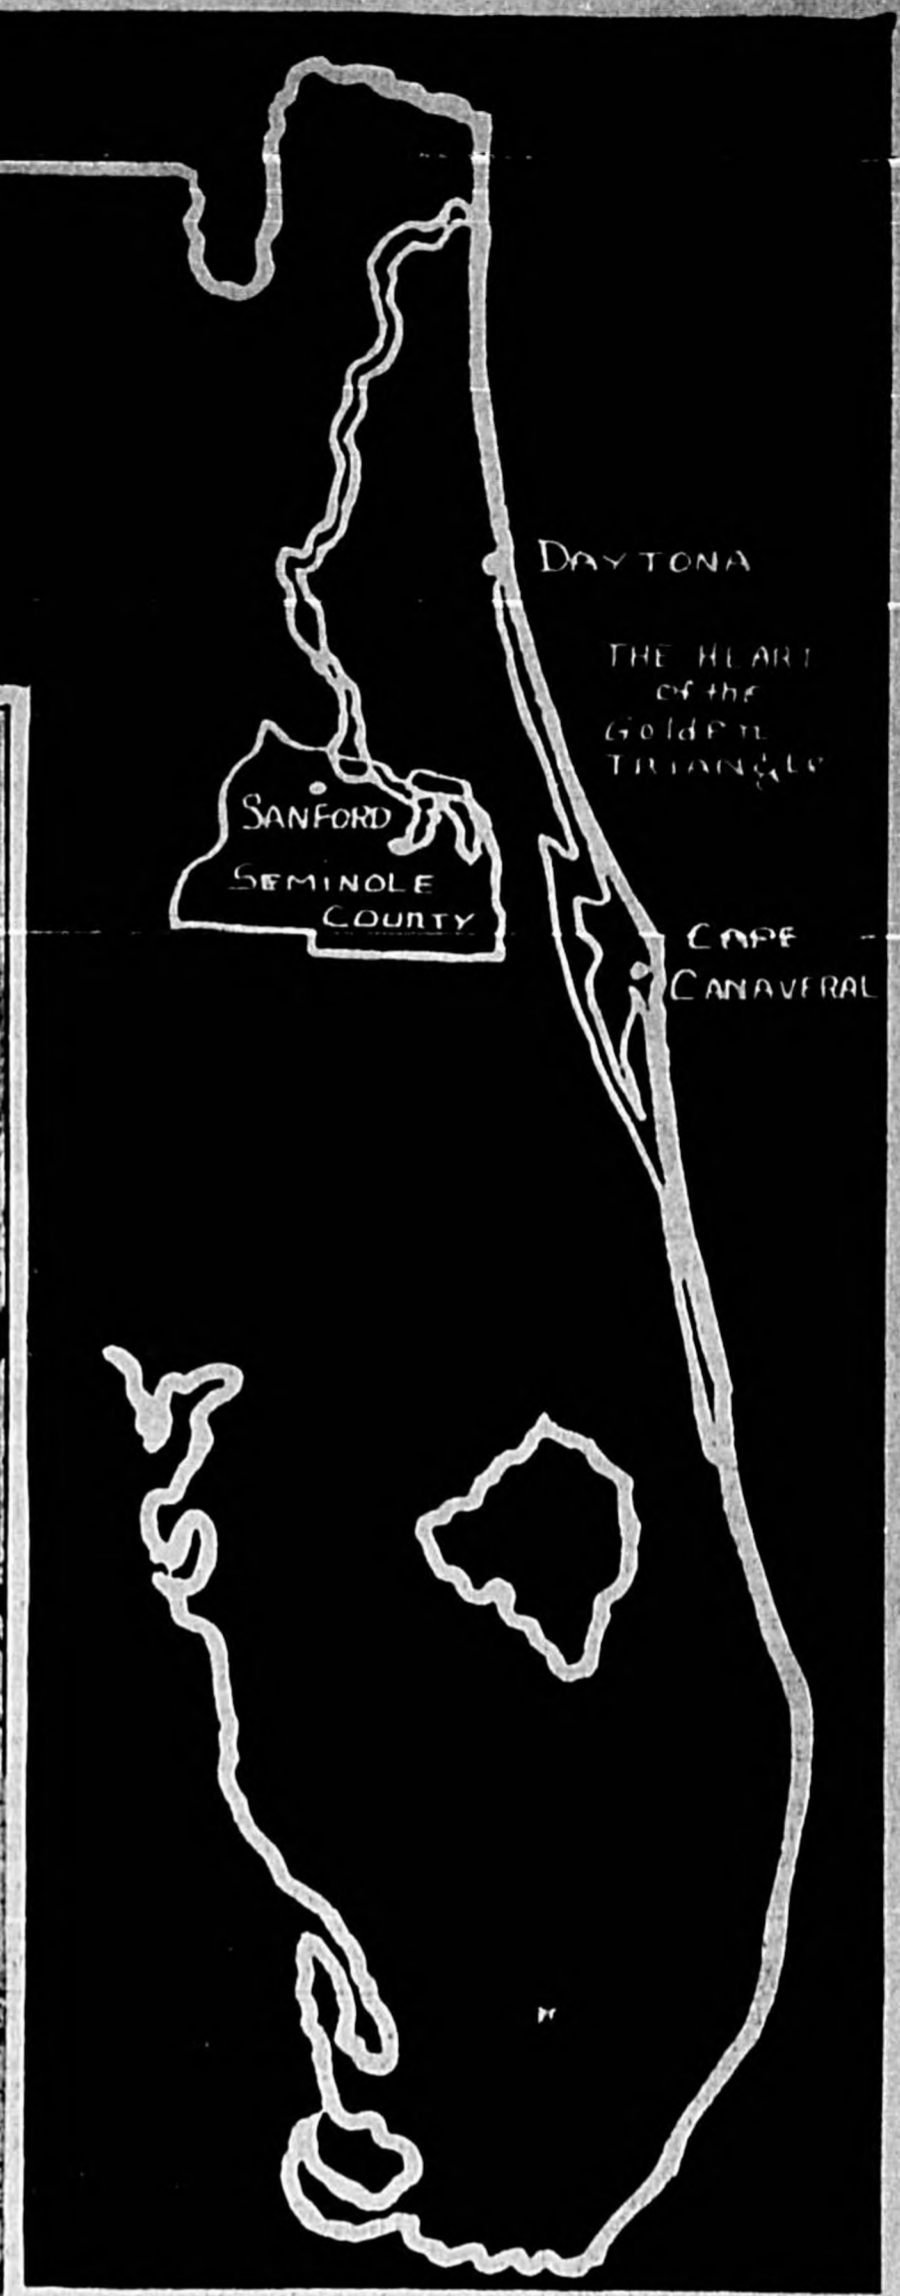 DAYTONA
THE HEART
of the
GoldEn
TRIANgLe
SANFORD
SEMINOLE
COUNTY
CAPE
CANAVERAL